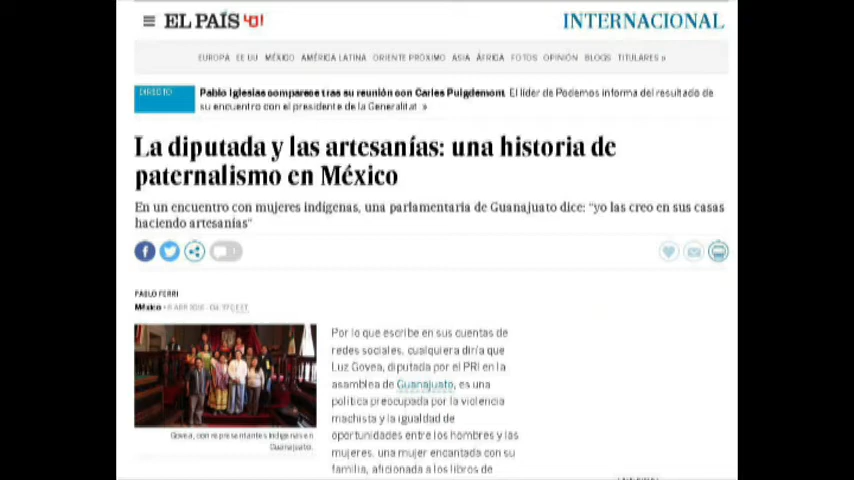 EL PAÍS 40!
INTERNACIONAL
EUROPA EE UU MÉXICO AMÉRICA LATINA ORIENTE PRÓXIMO ASIA ÁFRICA FOTOS OPINIÓN BLOGS TITULARES »
DIRECTO
Pablo Iglesias comparece tras su reunión con Carles Puigdemont El líder de Podemos informa del resultado de
su encuentro con el presidente de la Generalitat »
La diputada y las artesanías: una historia de
paternalismo en México
En un encuentro con mujeres indígenas, una parlamentaria de Guanajuato dice: "yo las creo en sus casas
haciendo artesanías"
PABLO FERRI
México
Govea, con representantes indígenas en
Guanajuato.
Por lo que escribe en sus cuentas de
redes sociales, cualquiera diría que
Luz Govea, diputada por el PRI en la
asamblea de Guanajuato, es una
política preocupada por la violencia
machista y la igualdad de
oportunidades entre los hombres y las
mujeres, una mujer encantada con su
familia, aficionada a los libros de